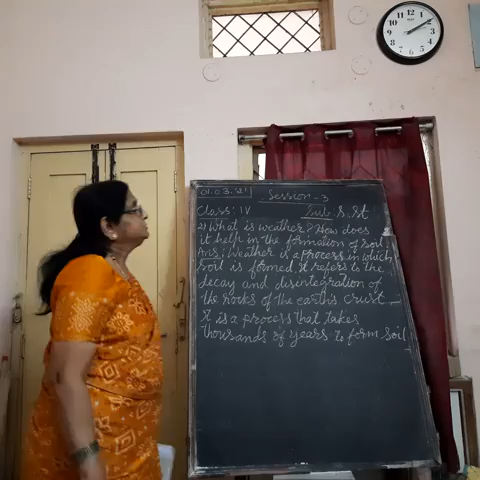 01.03.'21
Session - 3
Class: IV Sub: S.St
2) What is weather? How does
it help in the formation of soil?
Ans: Weather is a process in which
soil is formed. It refers to the
decay and disintegration of
the rocks of the earth's crust.
It is a process that takes
thousands of years to form soil.